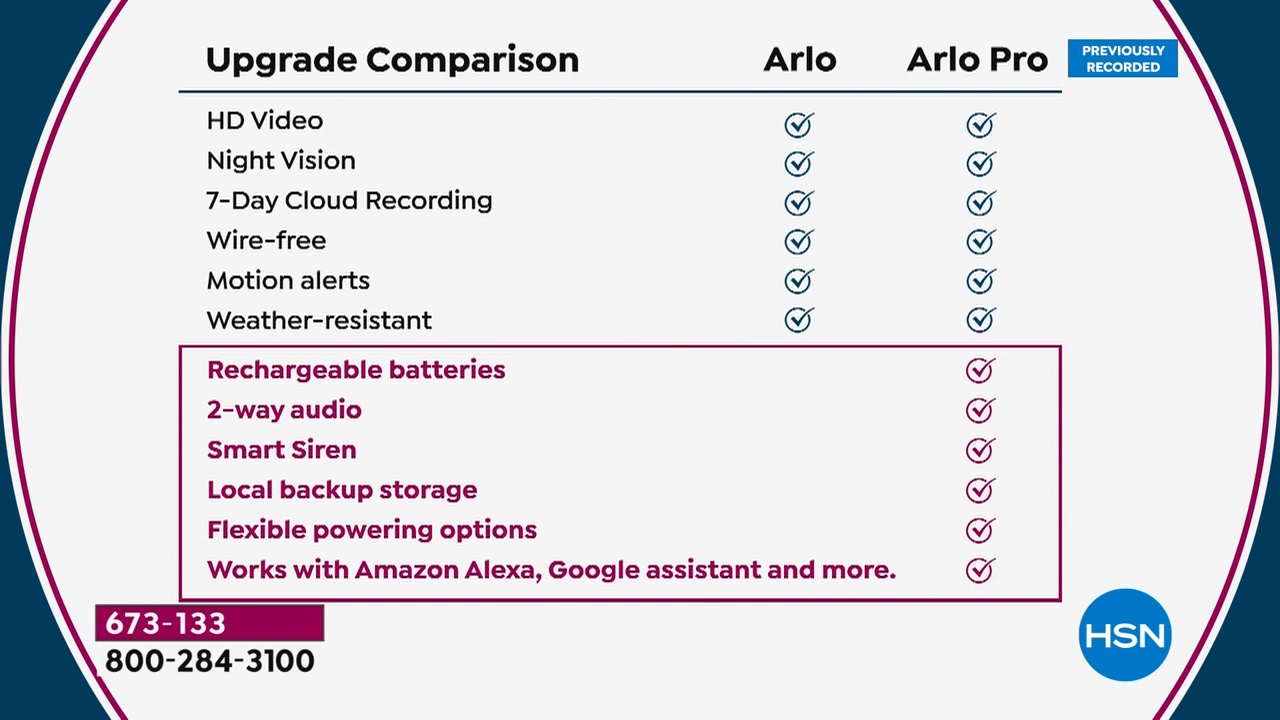 Upgrade Comparison Arlo Arlo Pro
PREVIOUSLY
RECORDED
HD Video
Night Vision
7-Day Cloud Recording
Wire-free
Motion alerts
Weather-resistant
Rechargeable batteries
2-way audio
Smart Siren
Local backup storage
Flexible powering options
Works with Amazon Alexa, Google assistant and more.
673-133
800-284-3100
HSN